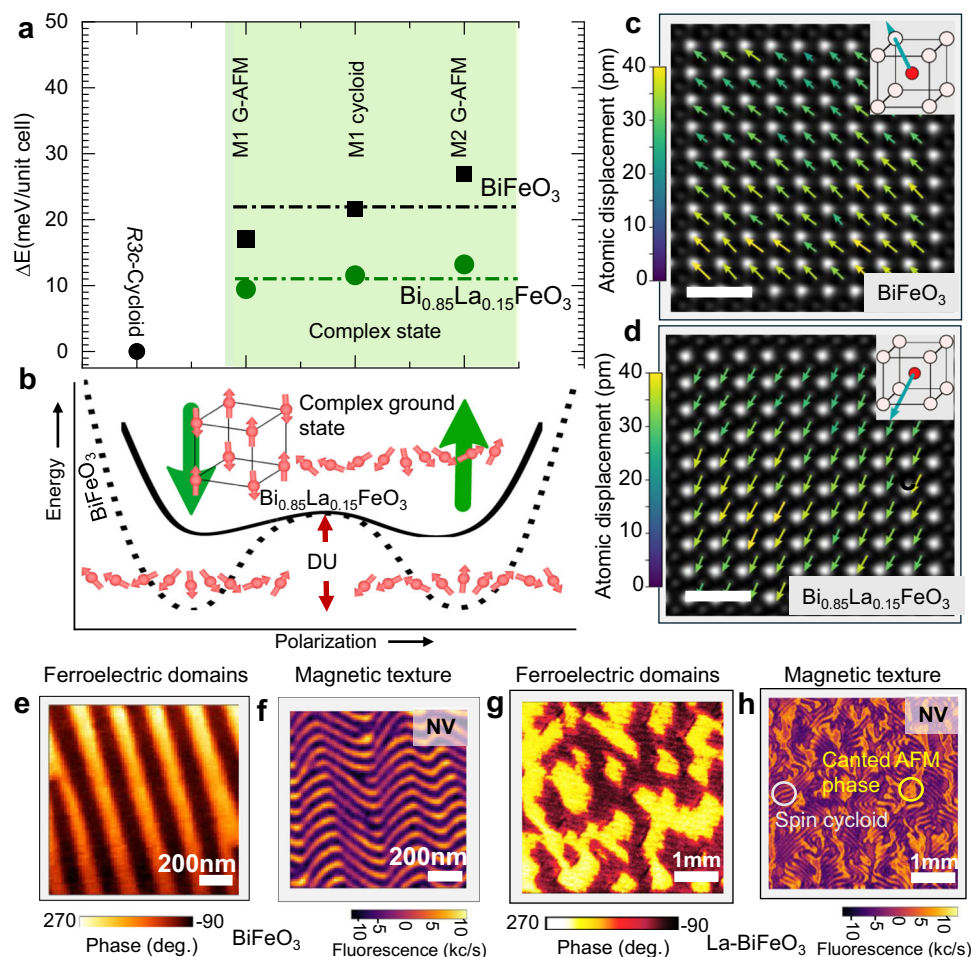 a
50
40
30
20
10
0
ΔE(meV/unit cell)
R3c-Cycloid
M1 G-AFM
M1 cycloid
M2 G-AFM
BiFeO3
Bi0.85La0.15FeO3
Complex state
b
Energy
BiFeO3
Complex ground
state
Bi0.85La0.15FeO3
DU
Polarization
c
Atomic displacement (pm)
40
30
20
10
0
BiFeO3
d
Atomic displacement (pm)
40
30
20
10
0
C
Bi0.85La0.15FeO3
Ferroelectric domains
e
200nm
270
-90
Phase (deg.)
Magnetic texture
f
NV
200nm
-10
-5
0
5
10
Fluorescence (kc/s)
BiFeO3
Ferroelectric domains
g
1mm
270
-90
Phase (deg.)
Magnetic texture
h
NV
Canted AFM
phase
Spin cycloid
1mm
-10
-5
0
5
10
Fluorescence (kc/s)
La-BiFeO3